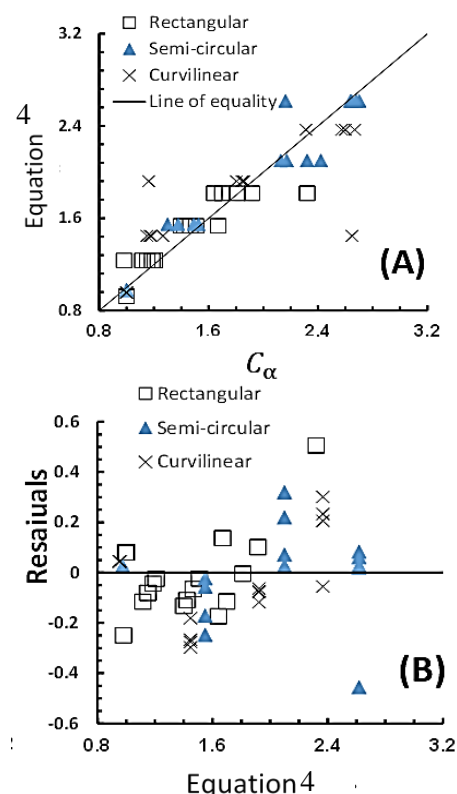 3.2
2.4
1.6
0.8
Equation 4
Rectangular
Semi-circular
Curvilinear
Line of equality
(A)
0.8 1.6 2.4 3.2
Cα
Resaiuals
0.6
0.4
0.2
0
-0.2
-0.4
-0.6
Rectangular
Semi-circular
Curvilinear
(B)
0.8 1.6 2.4 3.2
Equation 4